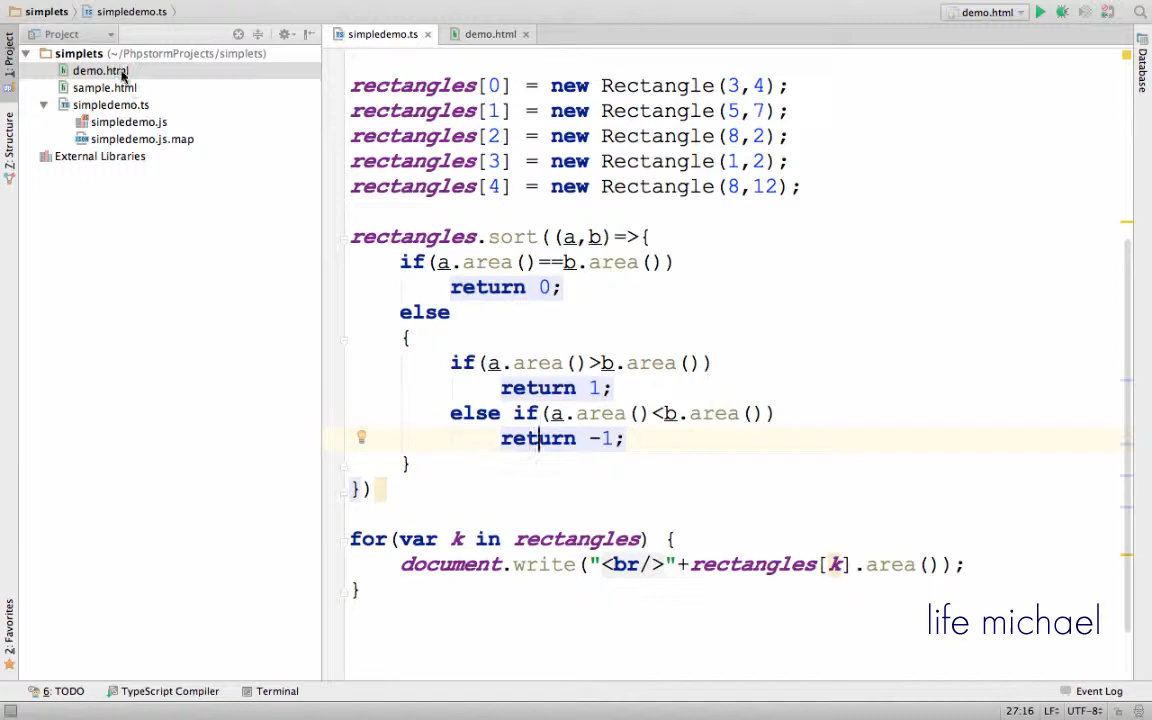 simplets simpledemo.ts demo.html
Project
simpledemo.ts demo.html
simplets (~/PhpstormProjects/simplets)
demo.html
sample.html
simpledemo.ts
simpledemo.js
simpledemo.js.map
External Libraries
1: Project
Z: Structure
2: Favorites
Database
rectangles[0] = new Rectangle(3,4);
rectangles[1] = new Rectangle(5,7);
rectangles[2] = new Rectangle(8,2);
rectangles[3] = new Rectangle(1,2);
rectangles[4] = new Rectangle(8,12);
rectangles.sort((a,b)=>{
if(a.area()==b.area())
return 0;
else
{
if(a.area()>b.area())
return 1;
else if(a.area()<b.area())
return -1;
}
})
for(var k in rectangles) {
document.write("<br/>"+rectangles[k].area());
}
life michael
6: TODO TypeScript Compiler Terminal Event Log
27:16 LF÷ UTF-8÷